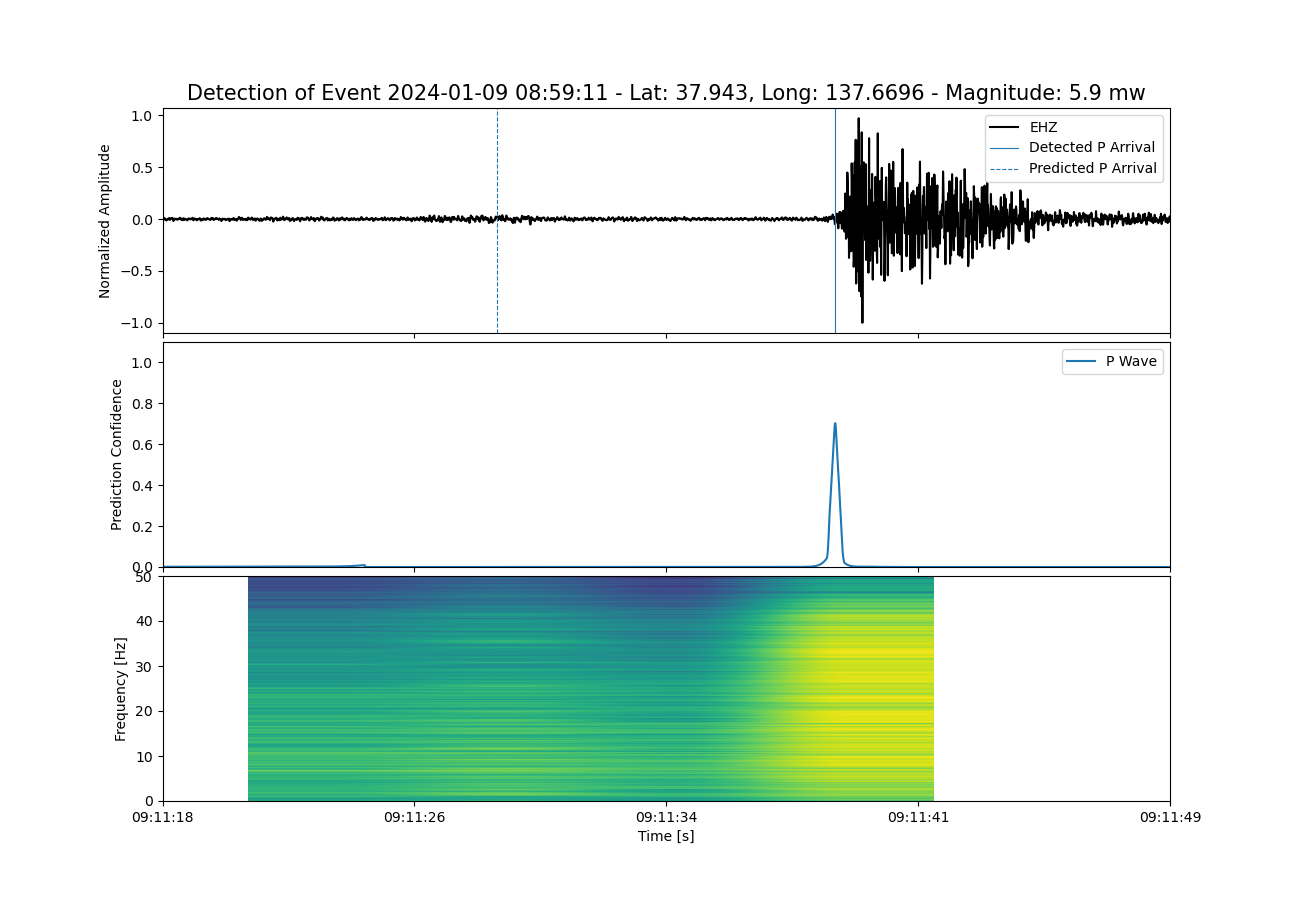 Detection of Event 2024-01-09 08:59:11 - Lat: 37.943, Long: 137.6696 - Magnitude: 5.9 mw
Normalized Amplitude
1.0
0.5
0.0
−0.5
−1.0
EHZ
Detected P Arrival
Predicted P Arrival
Prediction Confidence
1.0
0.8
0.6
0.4
0.2
0.0
P Wave
Frequency [Hz]
50
40
30
20
10
0
09:11:18 09:11:26 09:11:34 09:11:41 09:11:49
Time [s]